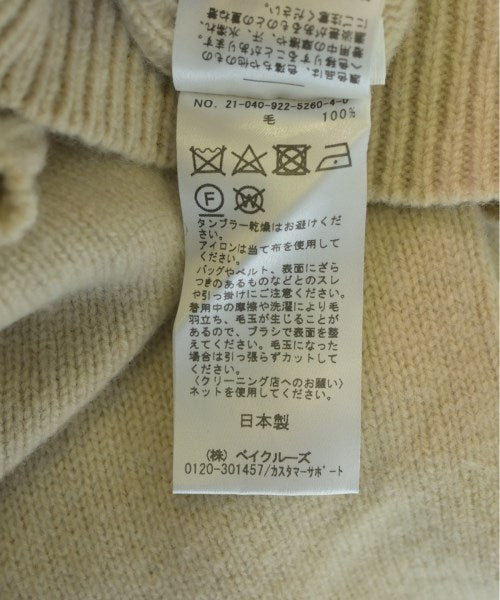 NO. 21-040-922-5260-4-0
毛 100%
タンブラー乾燥はお避けくだ
さい。
アイロンは当て布を使用して
ください。
バッグやベルト、表面にざら
つきのあるものなどとのスレ
や引っ掛けにご注意ください。
着用中の摩擦や洗濯により毛
羽立ち、毛玉が生じることが
あるので、ブラシで表面を整
えてください。毛玉になった
場合は引っ張らずカットして
ください。
〈クリーニング店へのお願い〉
ネットを使用してください。
日本製
(株) ベイクルーズ
0120-301457/カスタマーサポート